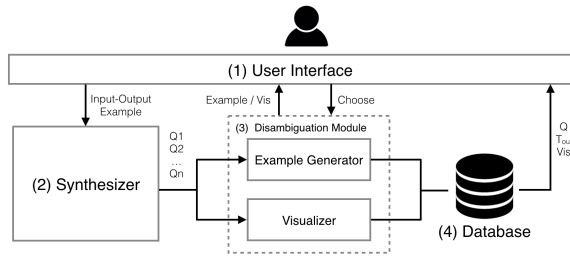 (1) User Interface
Input-Output
Example
Example / Vis
Choose
Q
Vis
(3) Disambiguation Module
Q1
Q2
...
Qn
(2) Synthesizer
Example Generator
Visualizer
(4) Database